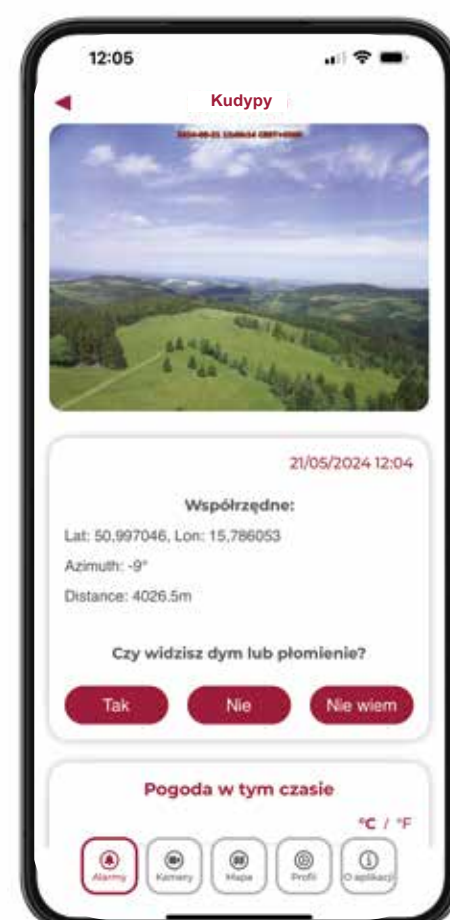 12:05
Kudypy
21/05/2024 12:04
Współrzędne:
Lat: 50,997046, Lon: 15,786053
Azimuth: -9°
Distance: 4026.5m
Czy widzisz dym lub płomienie?
Tak Nie Nie wiem
Pogoda w tym czasie
°C / °F
Alarmy Kamery Mapa Profil O aplikacji